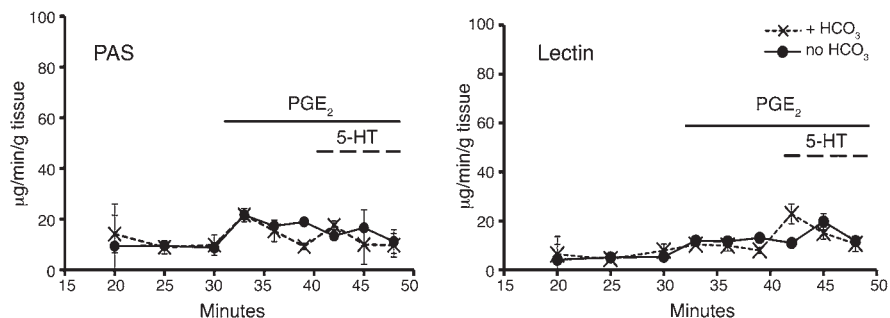 PAS
PGE₂
5-HT
μg/min/g tissue
100
80
60
40
20
0
15 20 25 30 35 40 45 50
Minutes
Lectin
+ HCO₃
no HCO₃
PGE₂
5-HT
μg/min/g tissue
100
80
60
40
20
0
15 20 25 30 35 40 45 50
Minutes